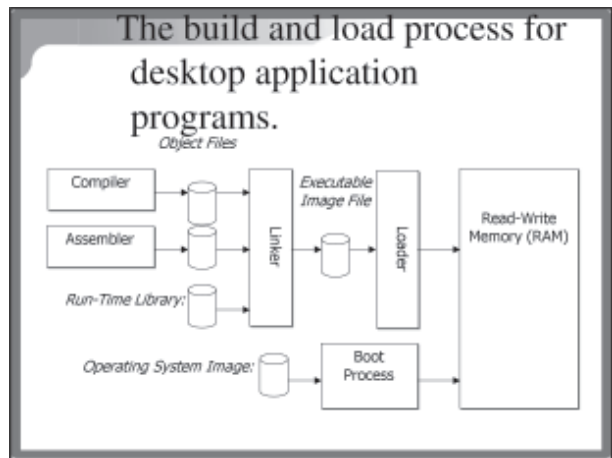 The build and load process for
desktop application
programs.
Object Files
Compiler
Executable
Image File
Read-Write
Memory (RAM)
Linker
Loader
Assembler
Run-Time Library:
Operating System Image:
Boot
Process